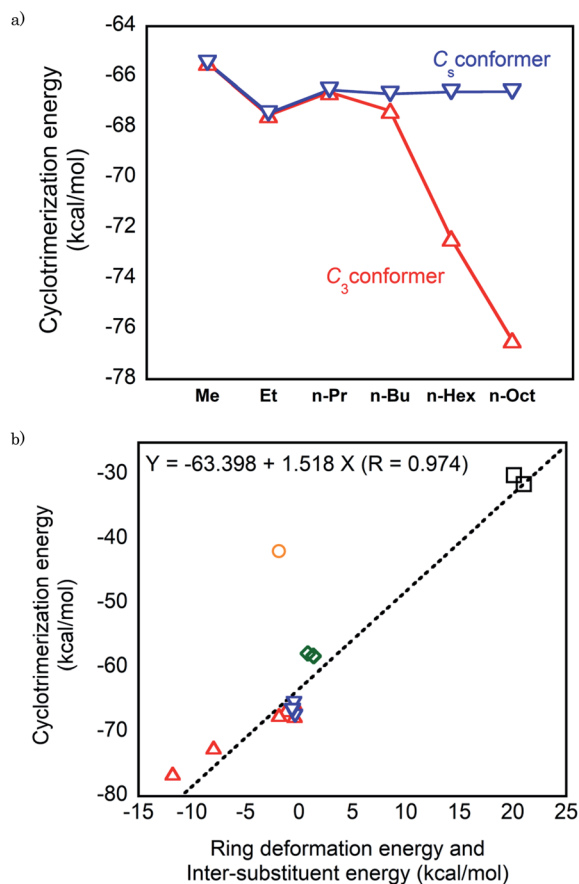 a)
-64
-66
-68
-70
-72
-74
-76
-78
Cyclotrimerization energy
(kcal/mol)
Cs conformer
C3 conformer
Me Et n-Pr n-Bu n-Hex n-Oct
b)
Y = -63.398 + 1.518 X (R = 0.974)
-30
-40
-50
-60
-70
-80
Cyclotrimerization energy
(kcal/mol)
-15 -10 -5 0 5 10 15 20 25
Ring deformation energy and
Inter-substituent energy (kcal/mol)